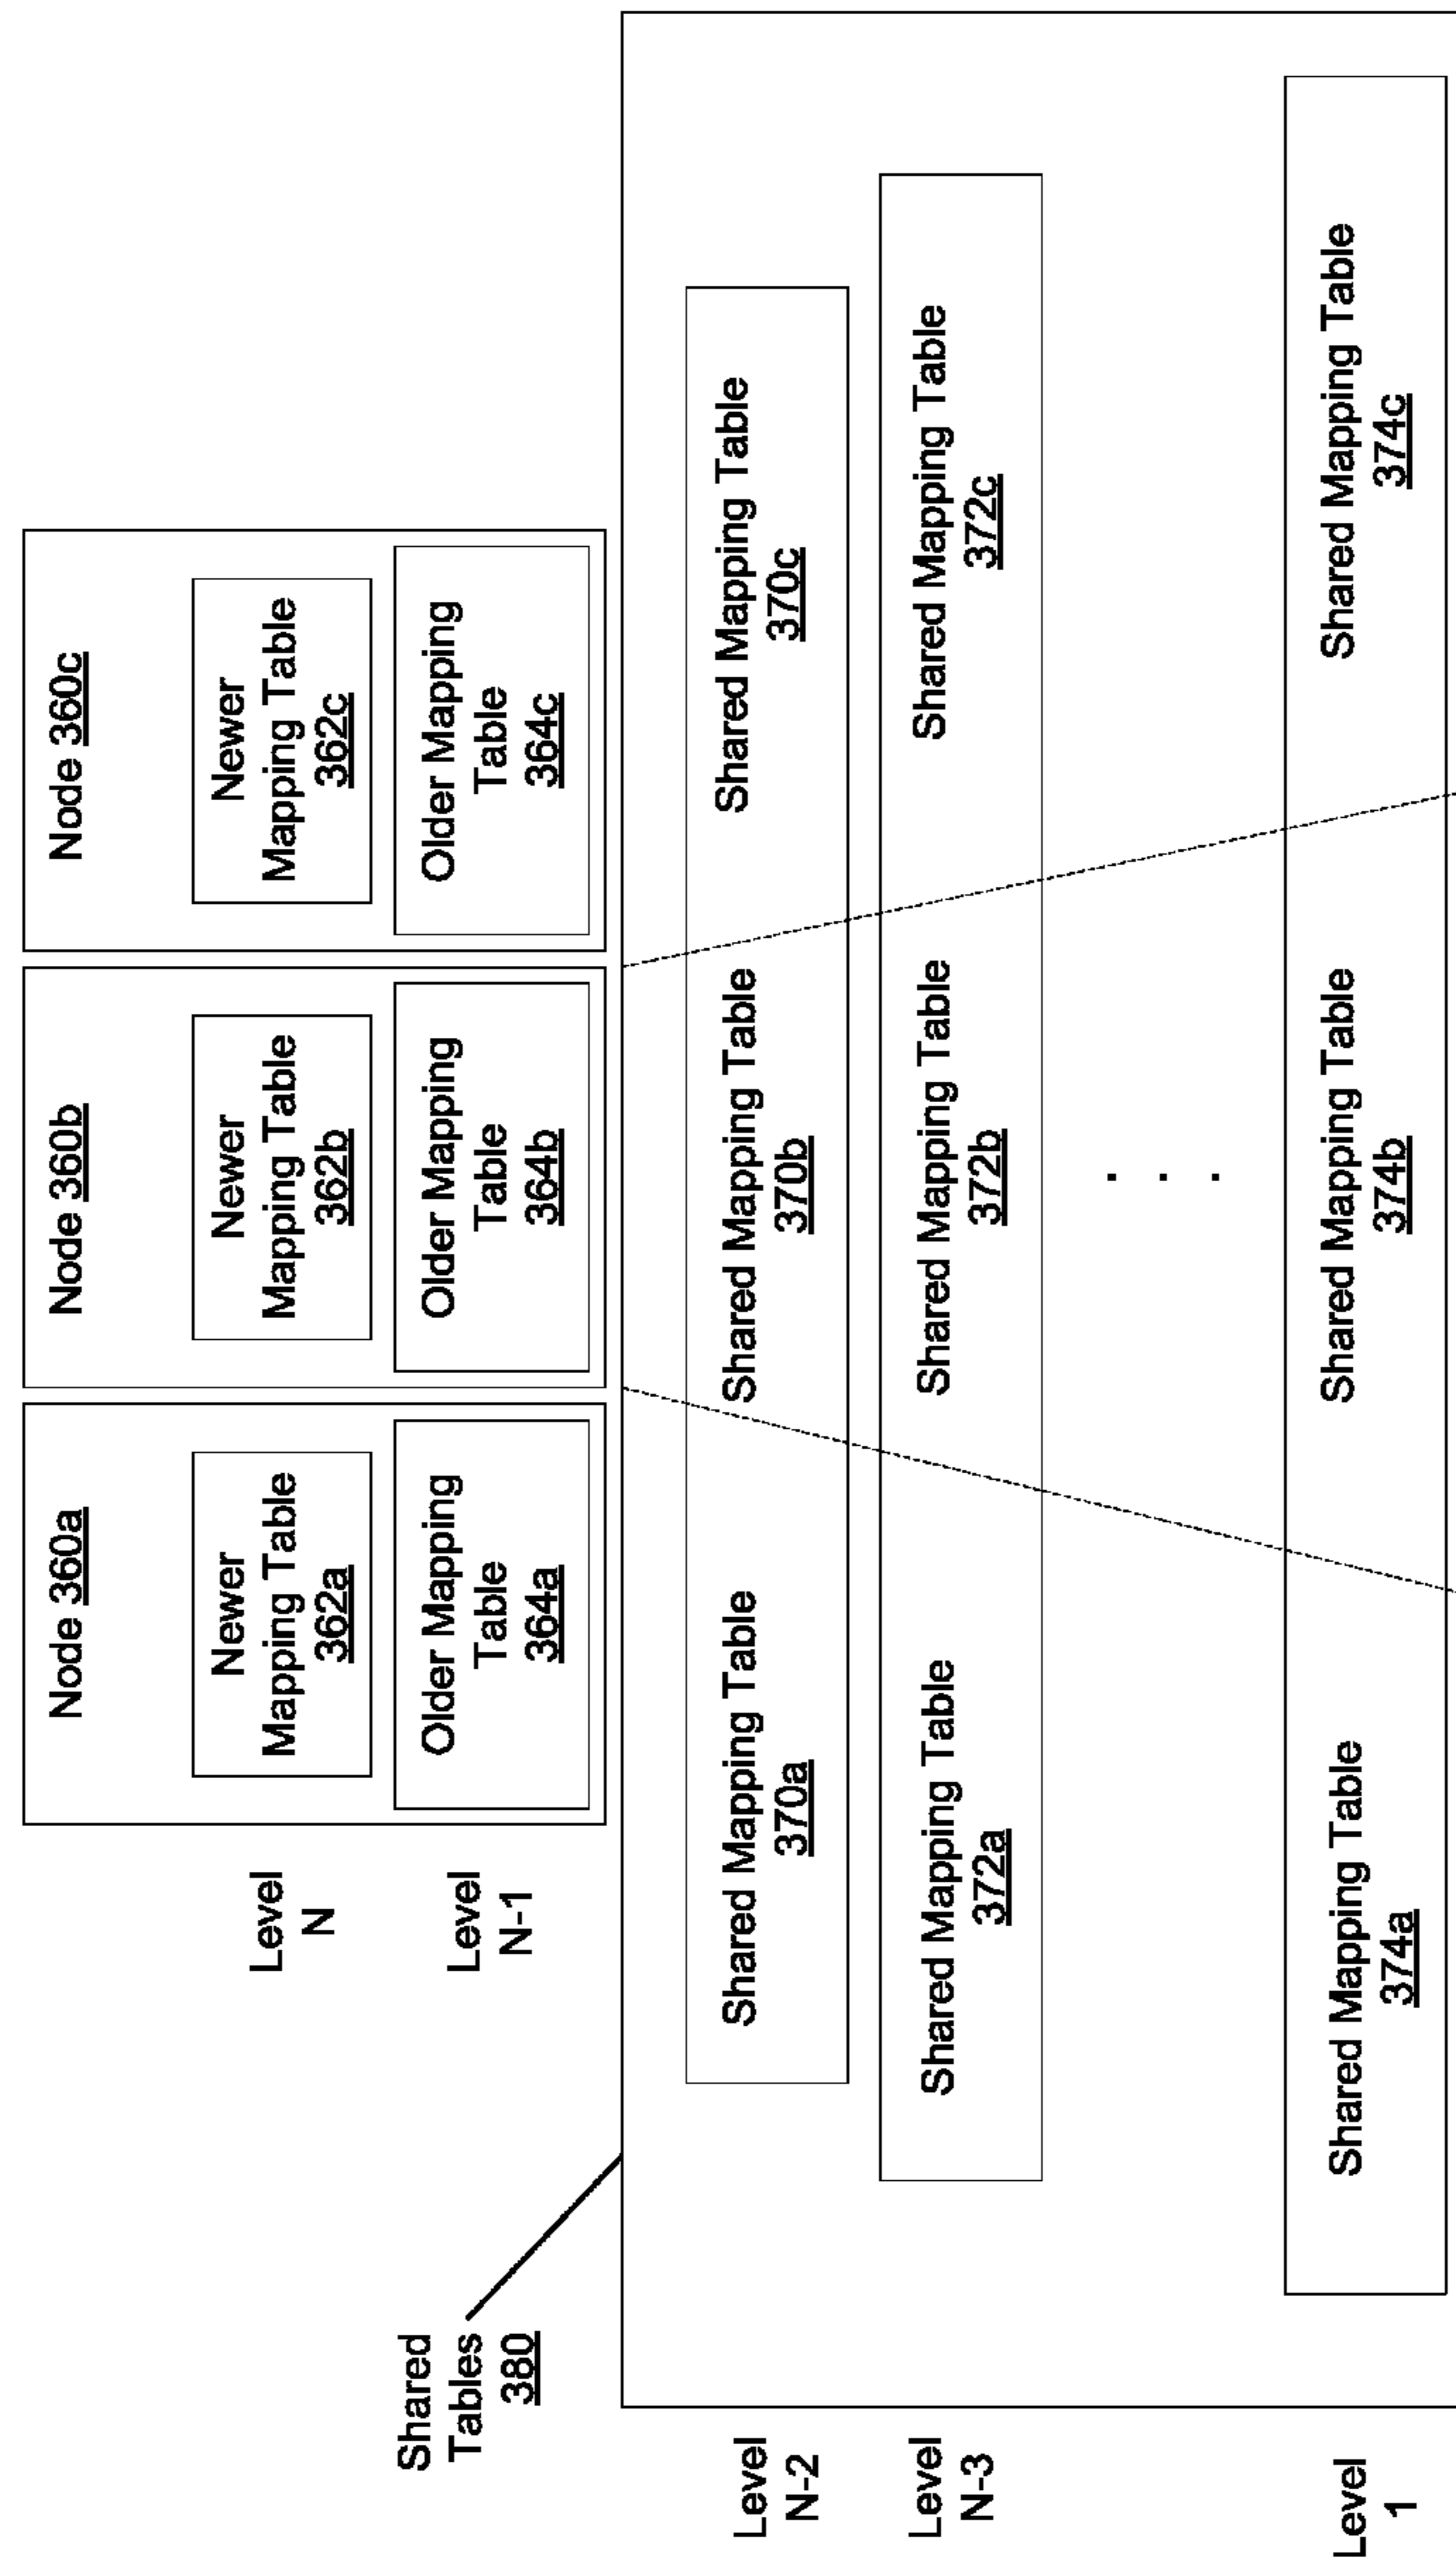 Node 360a
Node 360b
Node 360c
Level
N
Newer
Mapping Table
362a
Newer
Mapping Table
362b
Newer
Mapping Table
362c
Level
N-1
Older Mapping
Table
364a
Older Mapping
Table
364b
Older Mapping
Table
364c
Shared
Tables
380
Level
N-2
Shared Mapping Table
370a
Shared Mapping Table
370b
Shared Mapping Table
370c
Level
N-3
Shared Mapping Table
372a
Shared Mapping Table
372b
Shared Mapping Table
372c
. . .
Level
1
Shared Mapping Table
374a
Shared Mapping Table
374b
Shared Mapping Table
374c